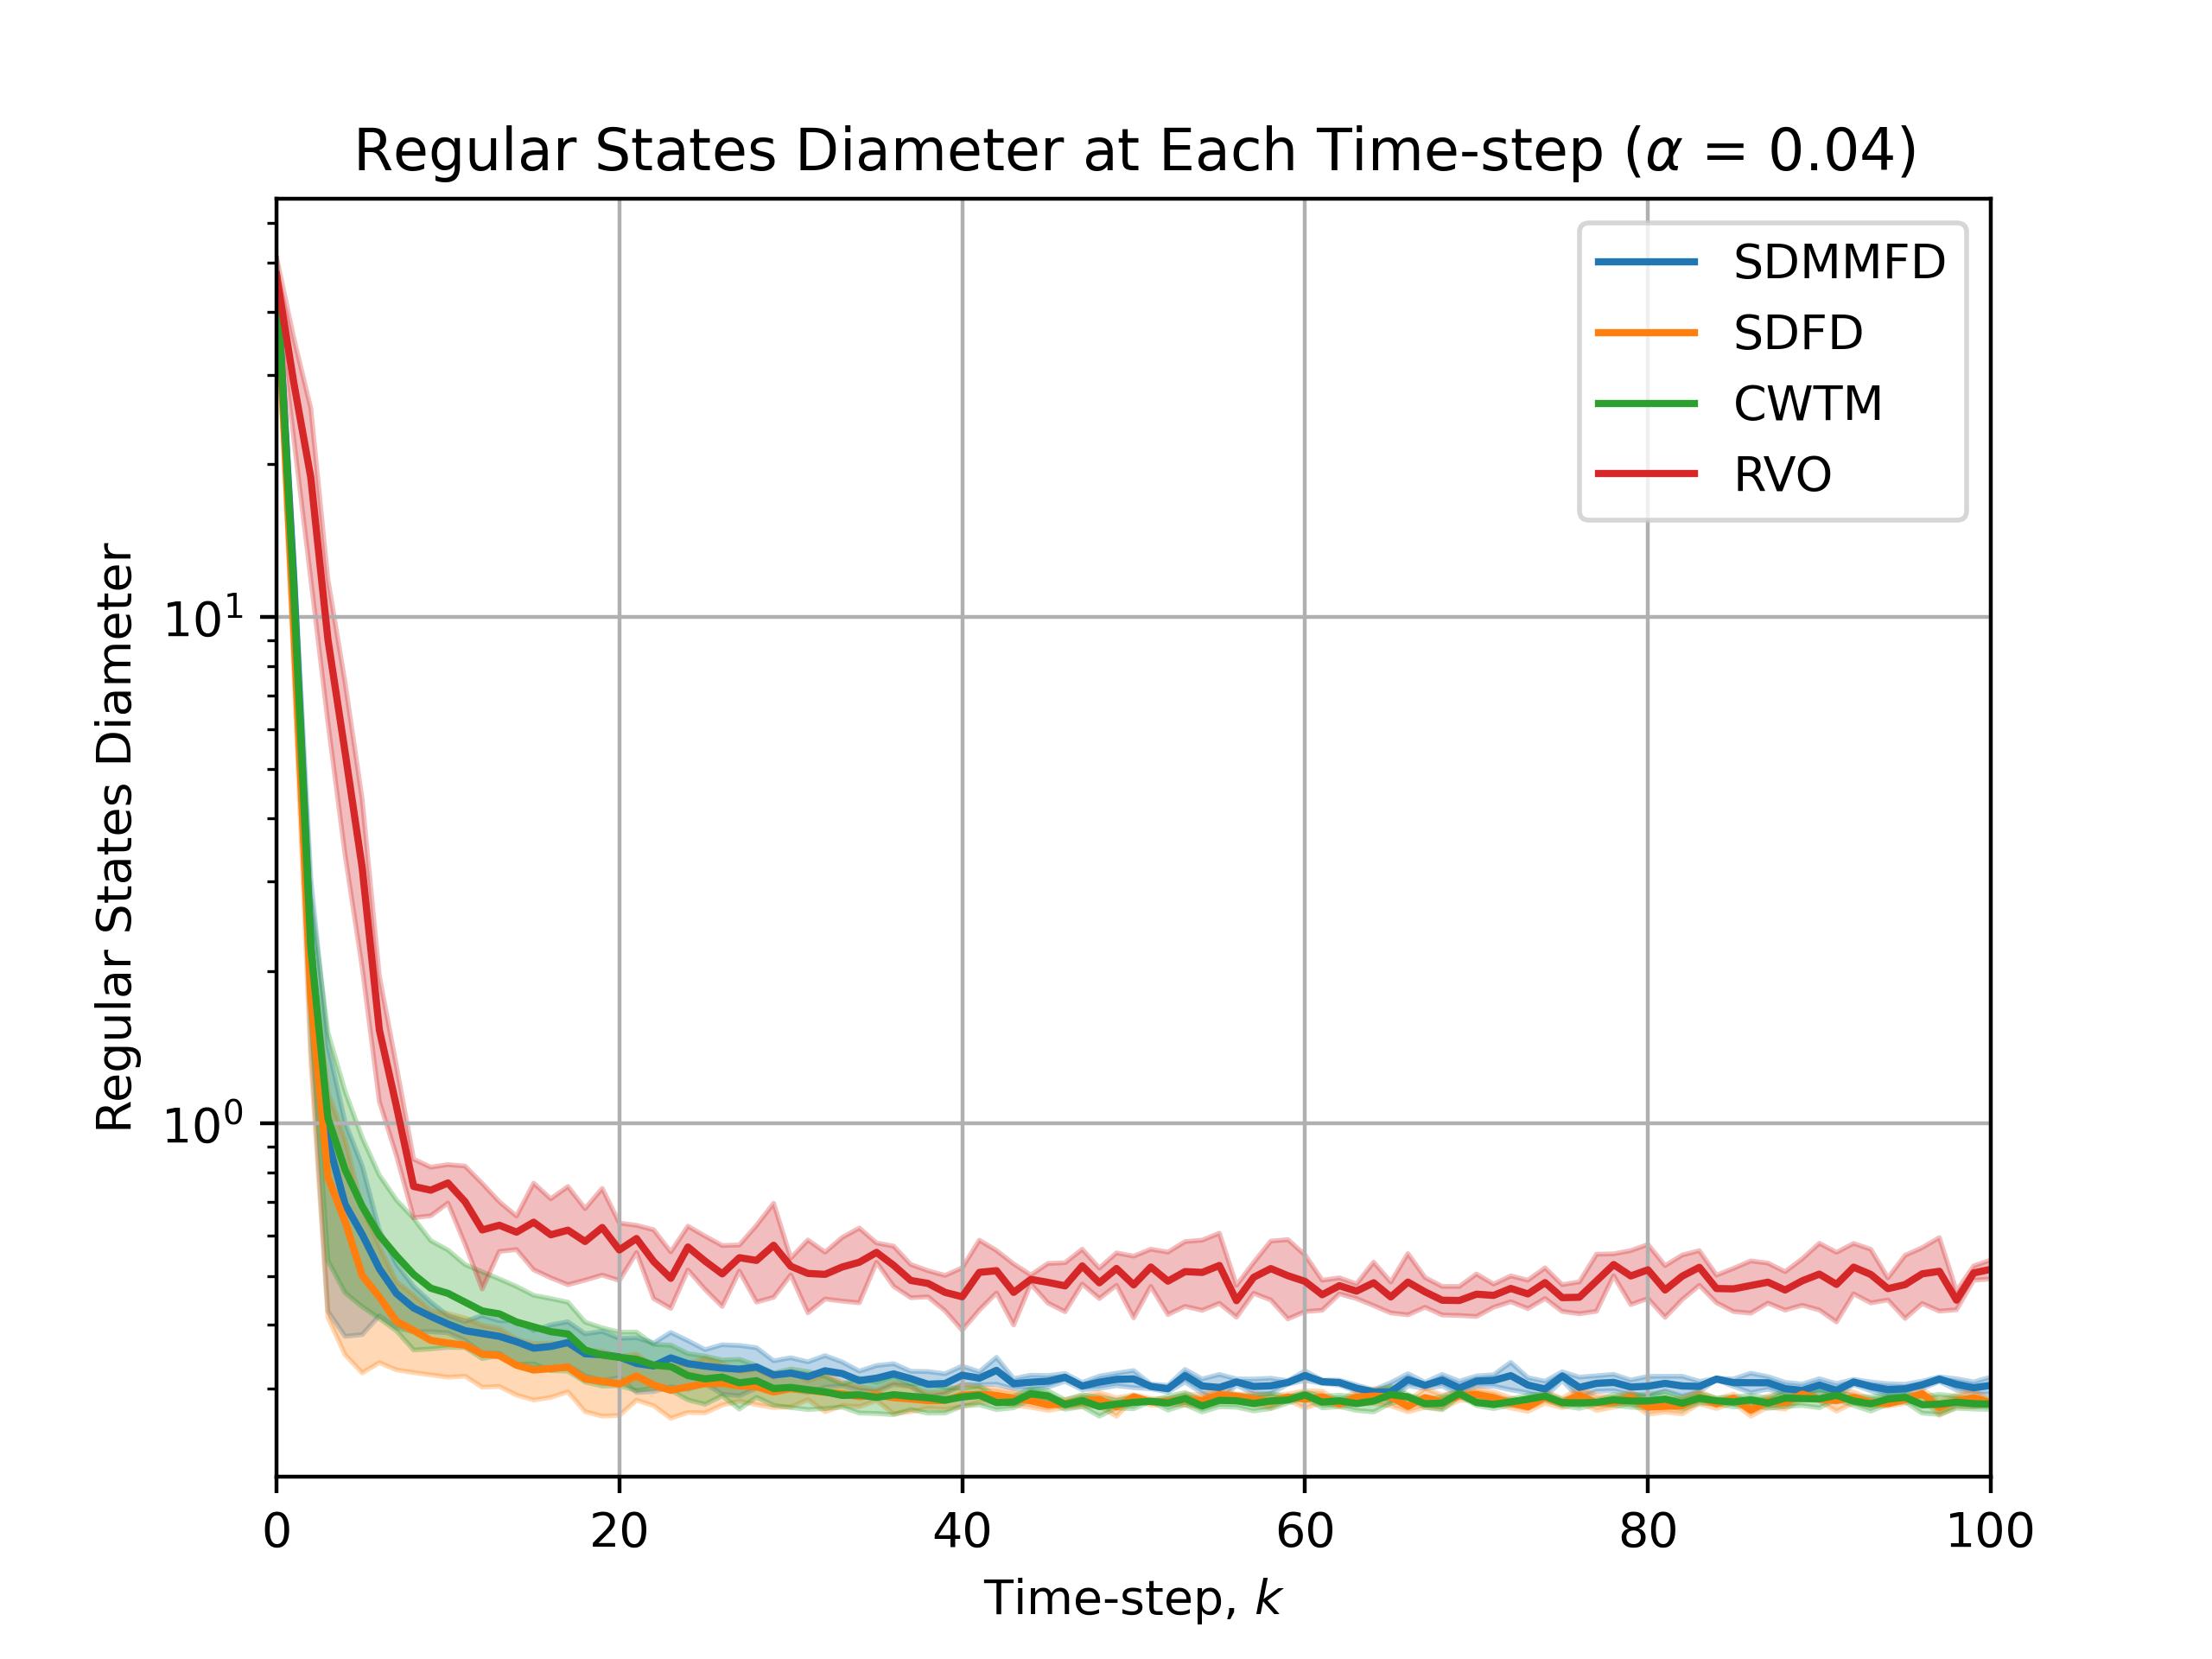 Regular States Diameter at Each Time-step (α = 0.04)
SDMMFD
SDFD
CWTM
RVO
Regular States Diameter
10¹
10⁰
0 20 40 60 80 100
Time-step, k